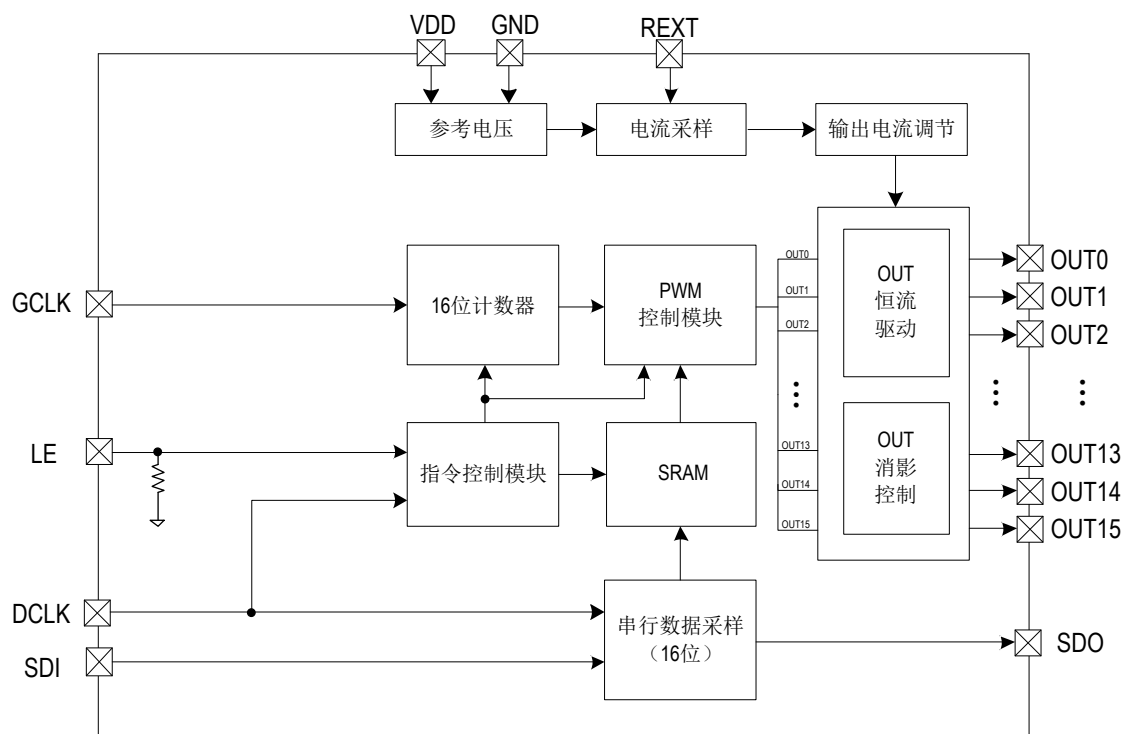 VDD
GND
REXT
参考电压
电流采样
输出电流调节
GCLK
16位计数器
PWM
控制模块
OUT0
OUT1
OUT2
OUT
恒流
驱动
OUT0
OUT1
OUT2
LE
指令控制模块
SRAM
OUT13
OUT14
OUT15
OUT
消影
控制
OUT13
OUT14
OUT15
DCLK
SDI
串行数据采样
（16位）
SDO